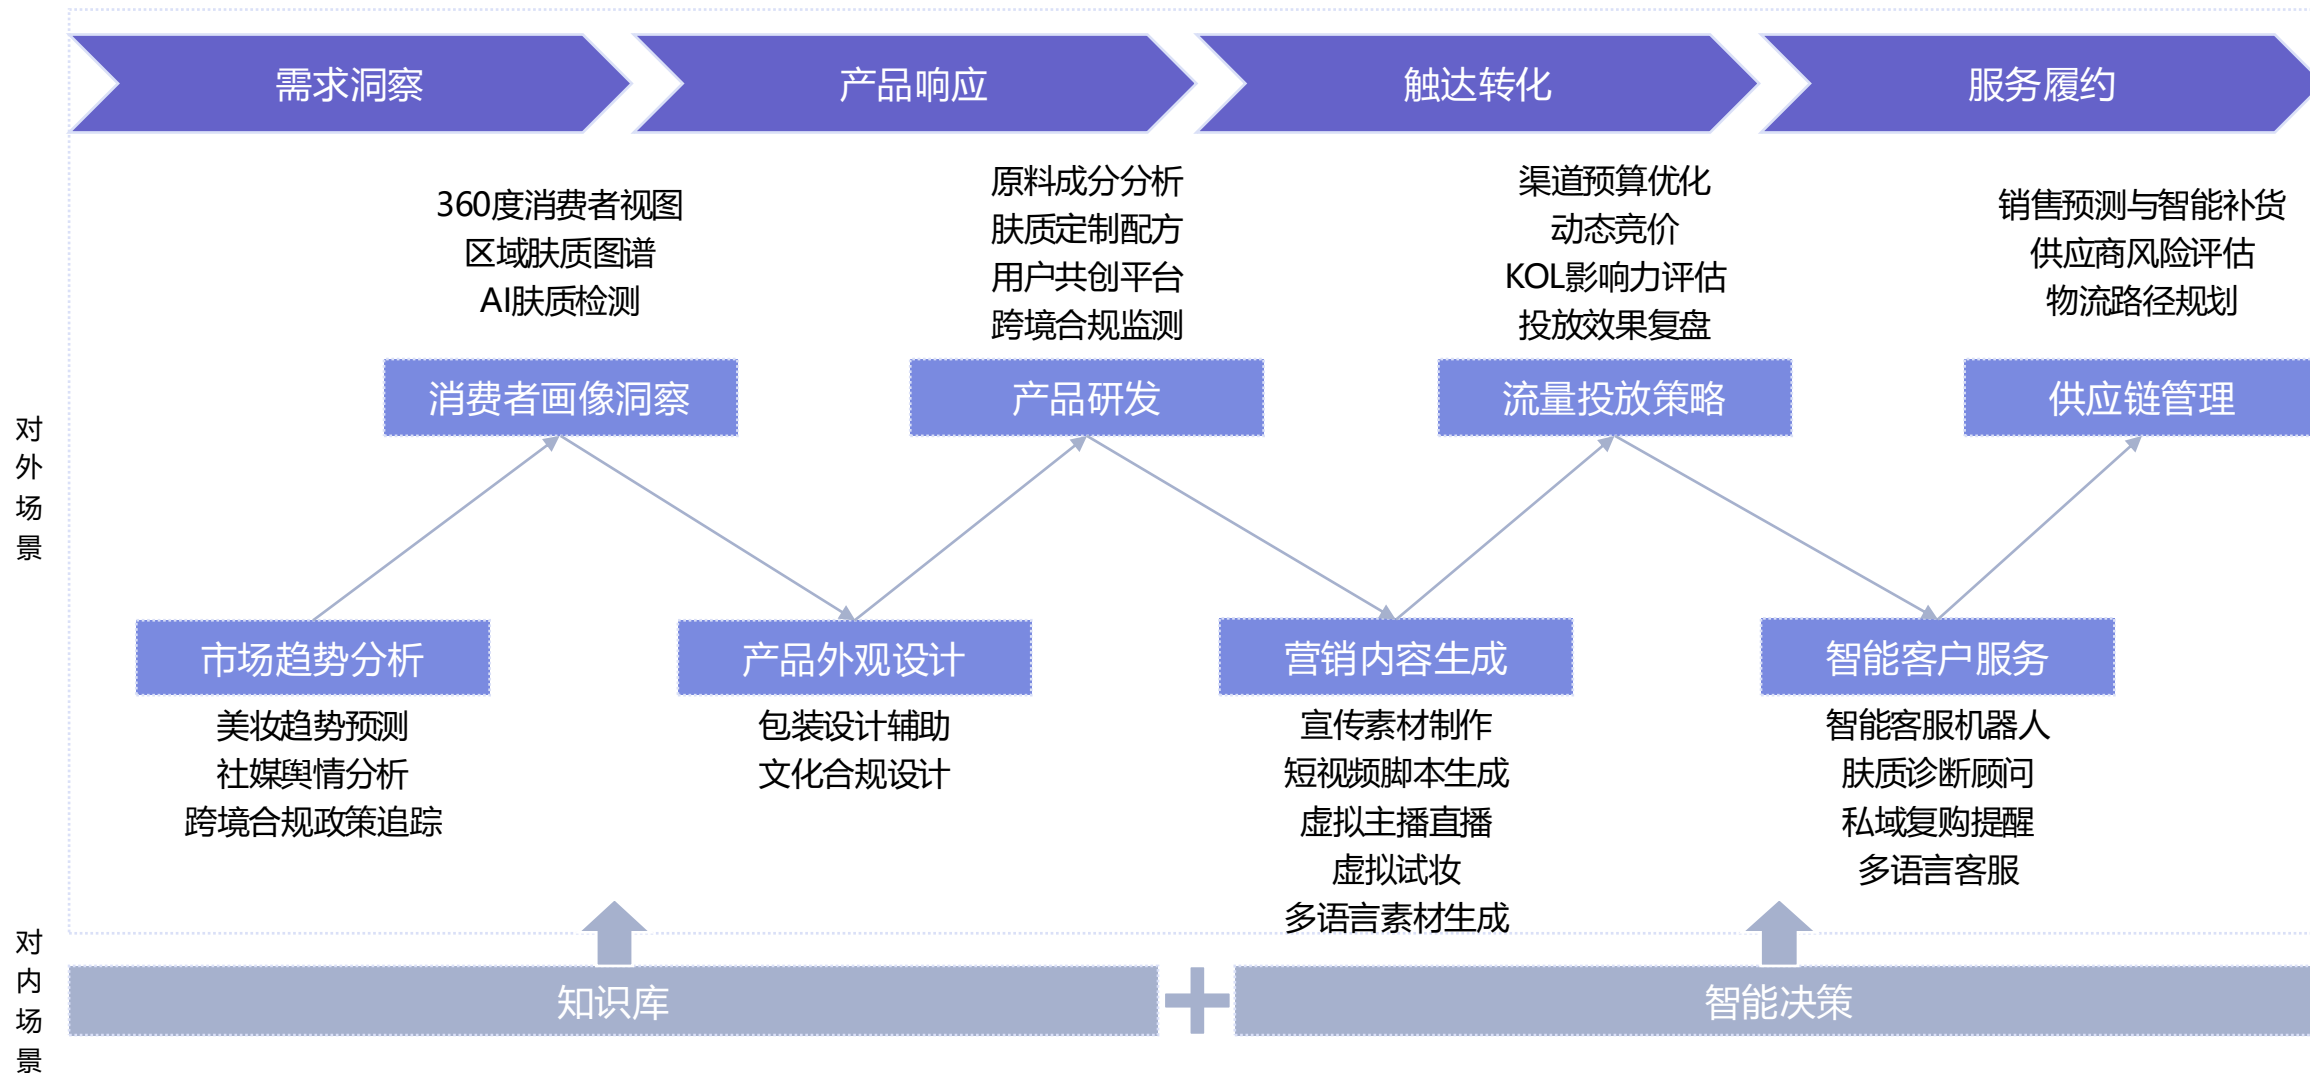 需求洞察
产品响应
触达转化
服务履约
360度消费者视图
区域肤质图谱
AI肤质检测
原料成分分析
肤质定制配方
用户共创平台
跨境合规监测
渠道预算优化
动态竞价
KOL影响力评估
投放效果复盘
销售预测与智能补货
供应商风险评估
物流路径规划
消费者画像洞察
产品研发
流量投放策略
供应链管理
对外场景
市场趋势分析
产品外观设计
营销内容生成
智能客户服务
美妆趋势预测
社媒舆情分析
跨境合规政策追踪
包装设计辅助
文化合规设计
宣传素材制作
短视频脚本生成
虚拟主播直播
虚拟试妆
多语言素材生成
智能客服机器人
肤质诊断顾问
私域复购提醒
多语言客服
对内场景
知识库
智能决策